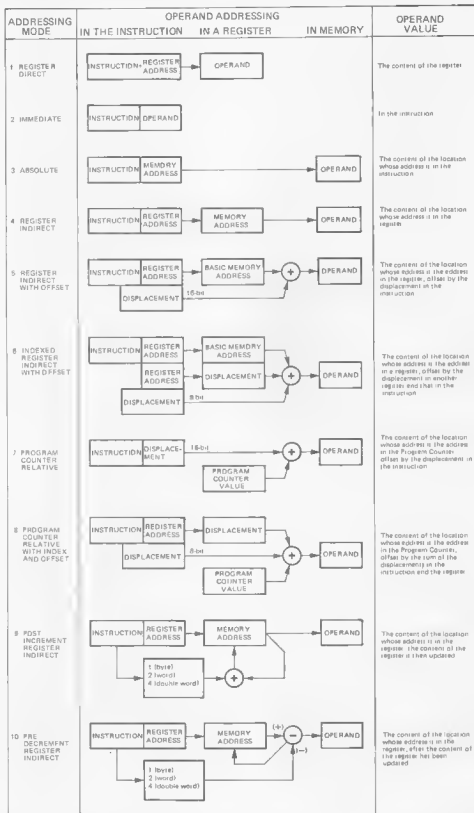 ADDRESSING MODE
OPERAND ADDRESSING
IN THE INSTRUCTION IN A REGISTER IN MEMORY
OPERAND VALUE
1 REGISTER DIRECT
INSTRUCTION REGISTER ADDRESS
OPERAND
The content of the register
2 IMMEDIATE
INSTRUCTION OPERAND
In the instruction
3 ABSOLUTE
INSTRUCTION MEMORY ADDRESS
OPERAND
The content of the location
whose address is in the
instruction
4 REGISTER INDIRECT
INSTRUCTION REGISTER ADDRESS
MEMORY ADDRESS
OPERAND
The content of the location
whose address is in the
register
5 REGISTER INDIRECT WITH OFFSET
INSTRUCTION REGISTER ADDRESS
BASIC MEMORY ADDRESS
+
OPERAND
DISPLACEMENT
16-bit
The content of the location
whose address is the address
in the register, offset by the
displacement in the
instruction
6 INDEXED REGISTER INDIRECT WITH OFFSET
INSTRUCTION REGISTER ADDRESS
BASIC MEMORY ADDRESS
REGISTER ADDRESS
DISPLACEMENT
+
OPERAND
DISPLACEMENT
8-bit
The content of the location
whose address is the address
in a register, offset by the
displacement in another
register and that in the
instruction
7 PROGRAM COUNTER RELATIVE
INSTRUCTION DISPLACE-MENT
16-bit
+
OPERAND
PROGRAM COUNTER VALUE
The content of the location
whose address is the address
in the Program Counter
offset by the displacement in
the instruction
8 PROGRAM COUNTER RELATIVE WITH INDEX AND OFFSET
INSTRUCTION REGISTER ADDRESS
DISPLACEMENT
DISPLACEMENT
8-bit
+
OPERAND
PROGRAM COUNTER VALUE
The content of the location
whose address is the address
in the Program Counter,
offset by the sum of the
displacements in the
instruction and the register
9 POST INCREMENT REGISTER INDIRECT
INSTRUCTION REGISTER ADDRESS
MEMORY ADDRESS
OPERAND
1 (byte)
2 (word)
4 (double word)
+
The content of the location
whose address is in the
register. The content of the
register is then updated
10 PRE DECREMENT REGISTER INDIRECT
INSTRUCTION REGISTER ADDRESS
MEMORY ADDRESS
(+)
−
(−)
OPERAND
1 (byte)
2 (word)
4 (double word)
The content of the location
whose address is in the
register, after the content of
the register has been
updated